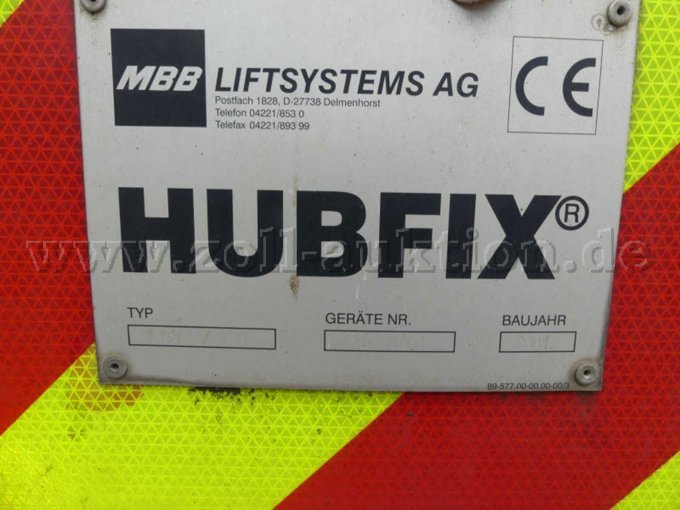 MBB LIFTSYSTEMS AG
Postfach 1828, D-27738 Delmenhorst
Telefon 04221/853 0
Telefax 04221/893 99
CE
HUBFIX®
www.zoll-auktion.de
TYP GERÄTE NR. BAUJAHR
89-577.00-00.00-00/3